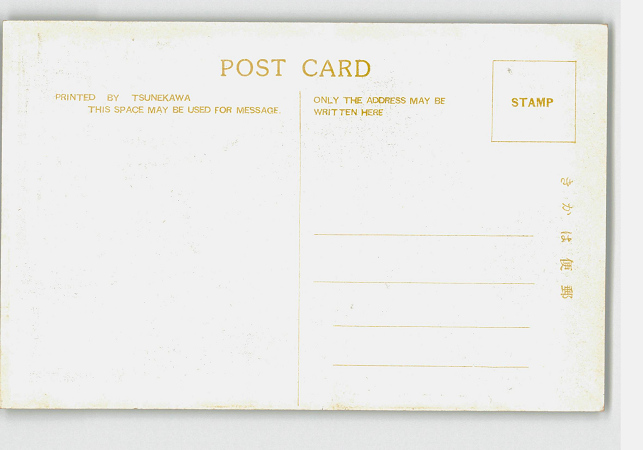 POST CARD
PRINTED BY TSUNEKAWA
THIS SPACE MAY BE USED FOR MESSAGE.
ONLY THE ADDRESS MAY BE
WRITTEN HERE
STAMP
きかは便郵